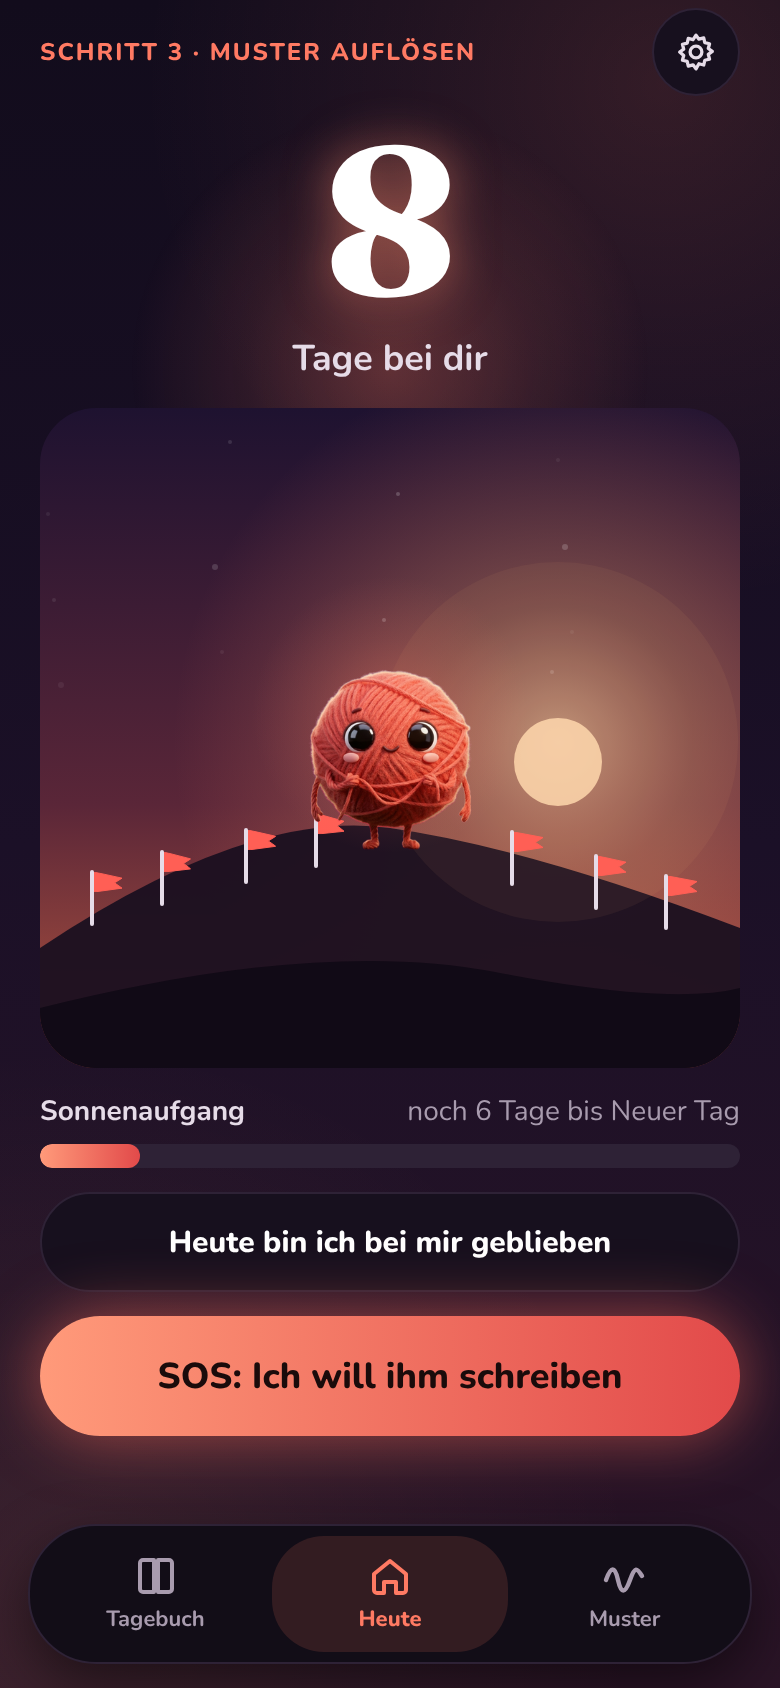 SCHRITT 3 · MUSTER AUFLÖSEN
8
Tage bei dir
Sonnenaufgang
noch 6 Tage bis Neuer Tag
Heute bin ich bei mir geblieben
SOS: Ich will ihm schreiben
Tagebuch
Heute
Muster